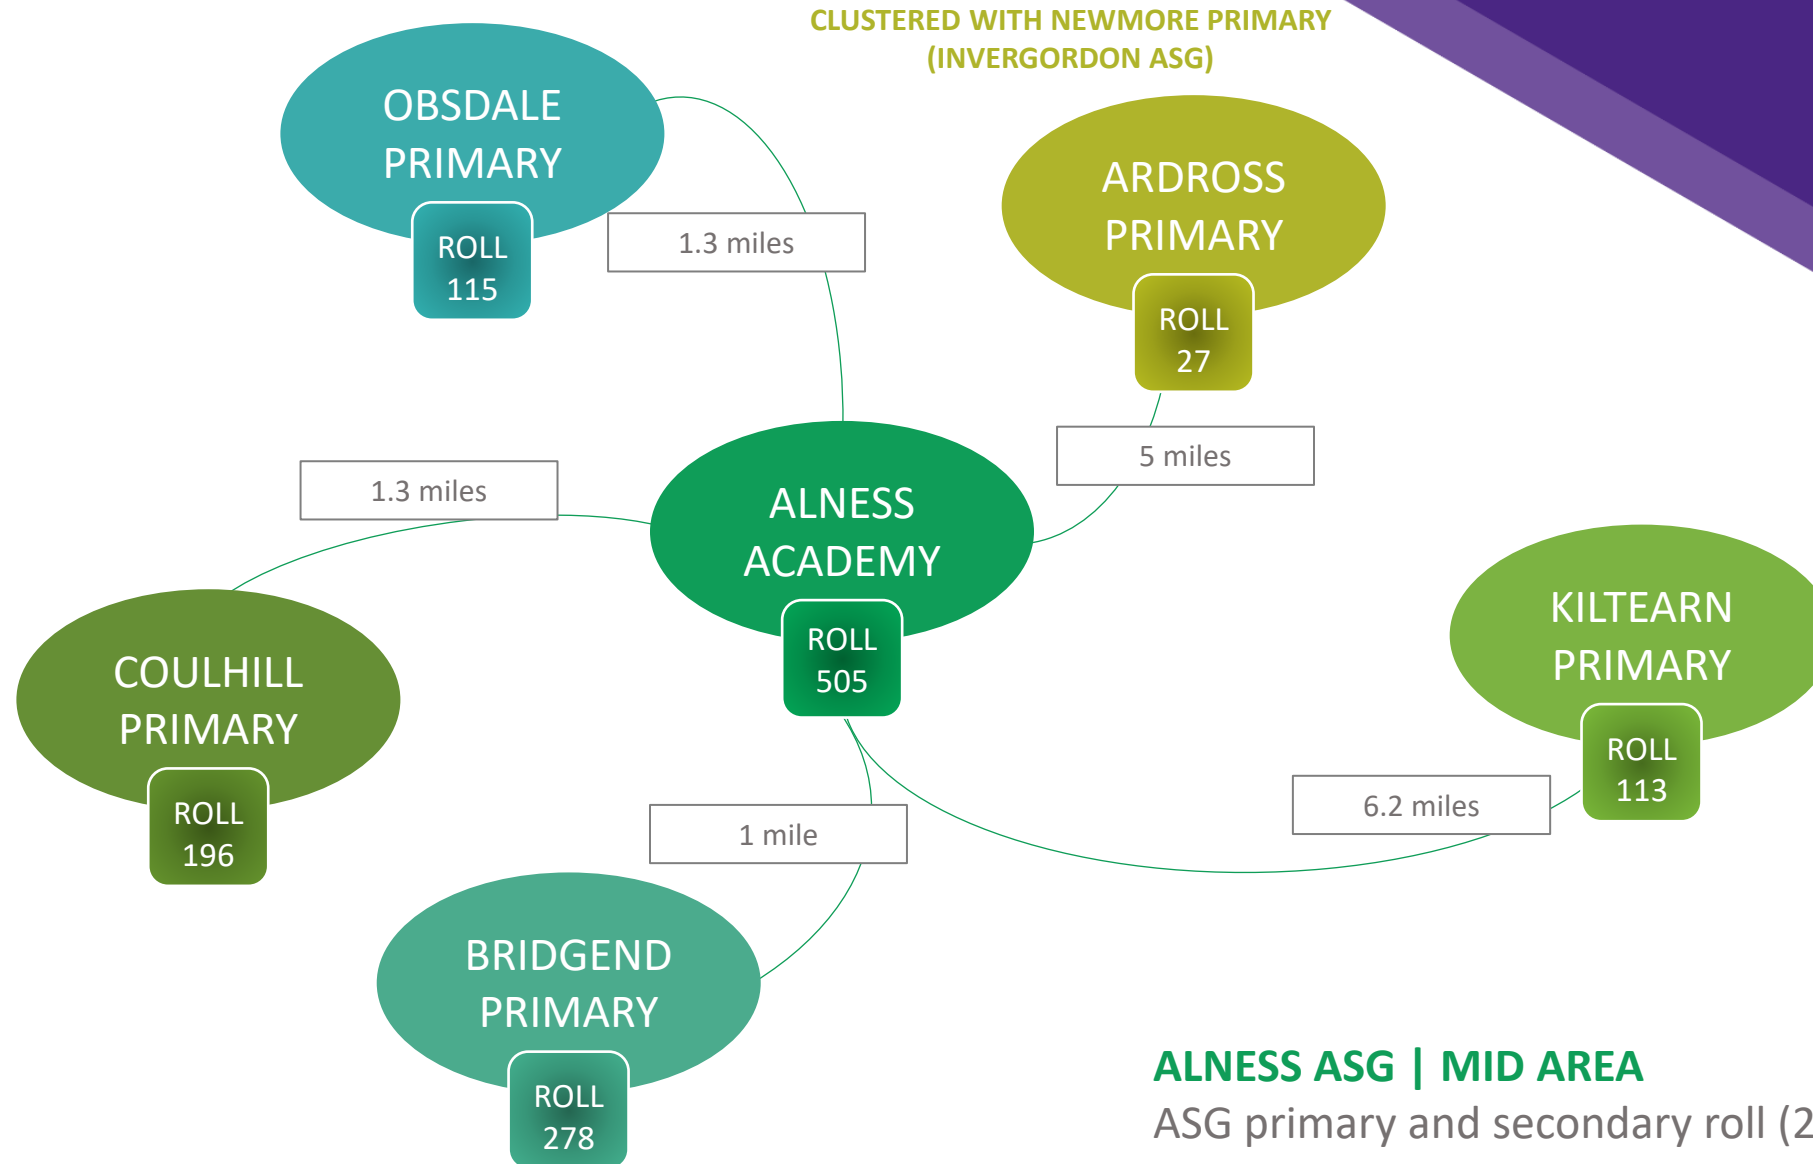 CLUSTERED WITH NEWMORE PRIMARY
(INVERGORDON ASG)
OBSDALE
PRIMARY
ROLL
115
1.3 miles
ARDROSS
PRIMARY
ROLL
27
5 miles
1.3 miles
ALNESS
ACADEMY
ROLL
505
KILTEARN
PRIMARY
ROLL
113
6.2 miles
COULHILL
PRIMARY
ROLL
196
1 mile
BRIDGEND
PRIMARY
ROLL
278
ALNESS ASG | MID AREA
ASG primary and secondary roll (2